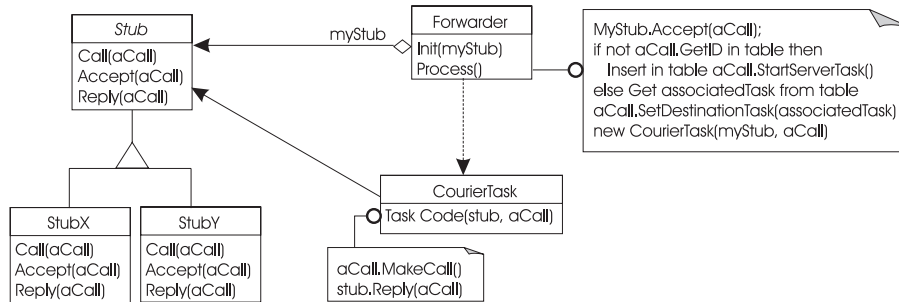 Stub
Call(aCall)
Accept(aCall)
Reply(aCall)
myStub
Forwarder
Init(myStub)
Process()
MyStub.Accept(aCall);
if not aCall.GetID in table then
Insert in table aCall.StartServerTask()
else Get associatedTask from table
aCall.SetDestinationTask(associatedTask)
new CourierTask(myStub, aCall)
StubX
Call(aCall)
Accept(aCall)
Reply(aCall)
StubY
Call(aCall)
Accept(aCall)
Reply(aCall)
CourierTask
Task Code(stub, aCall)
aCall.MakeCall()
stub.Reply(aCall)